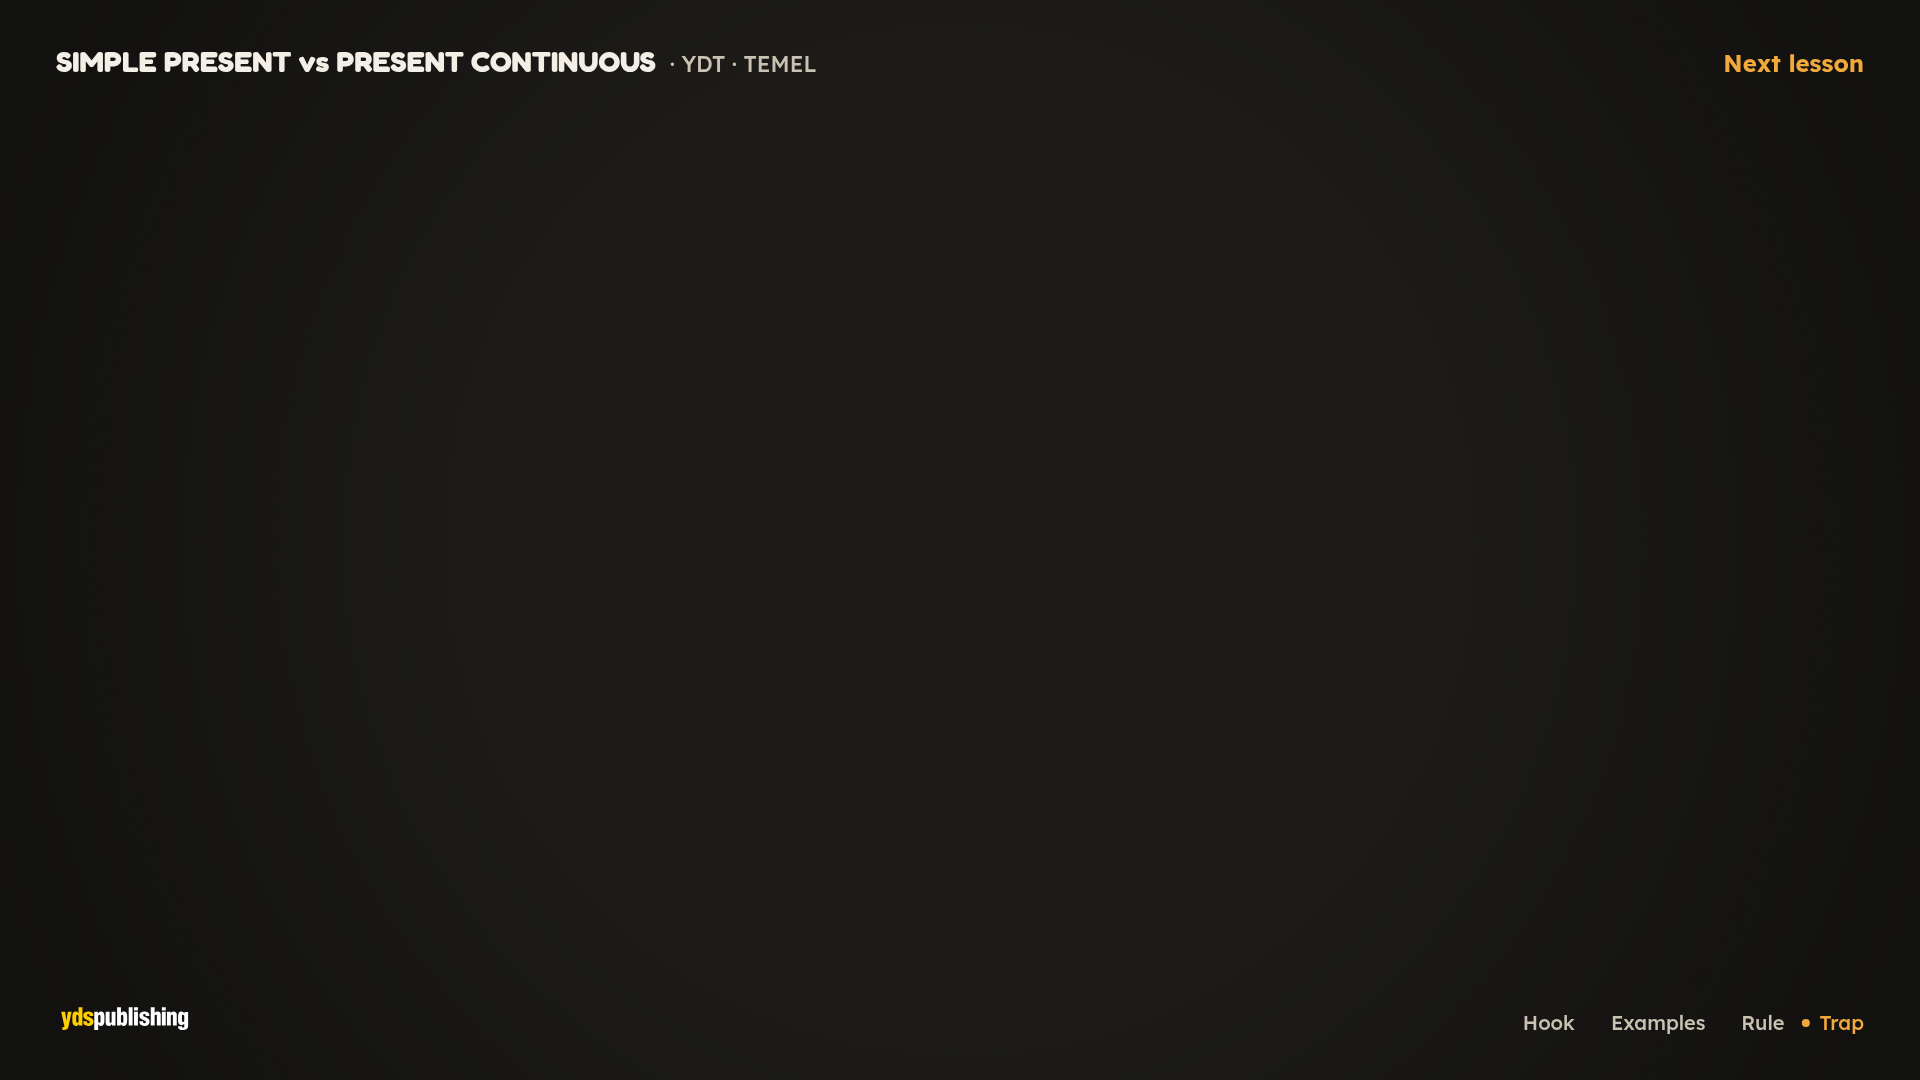 SIMPLE PRESENT vs PRESENT CONTINUOUS · YDT · TEMEL
Next lesson
ydspublishing
Hook Examples Rule • Trap